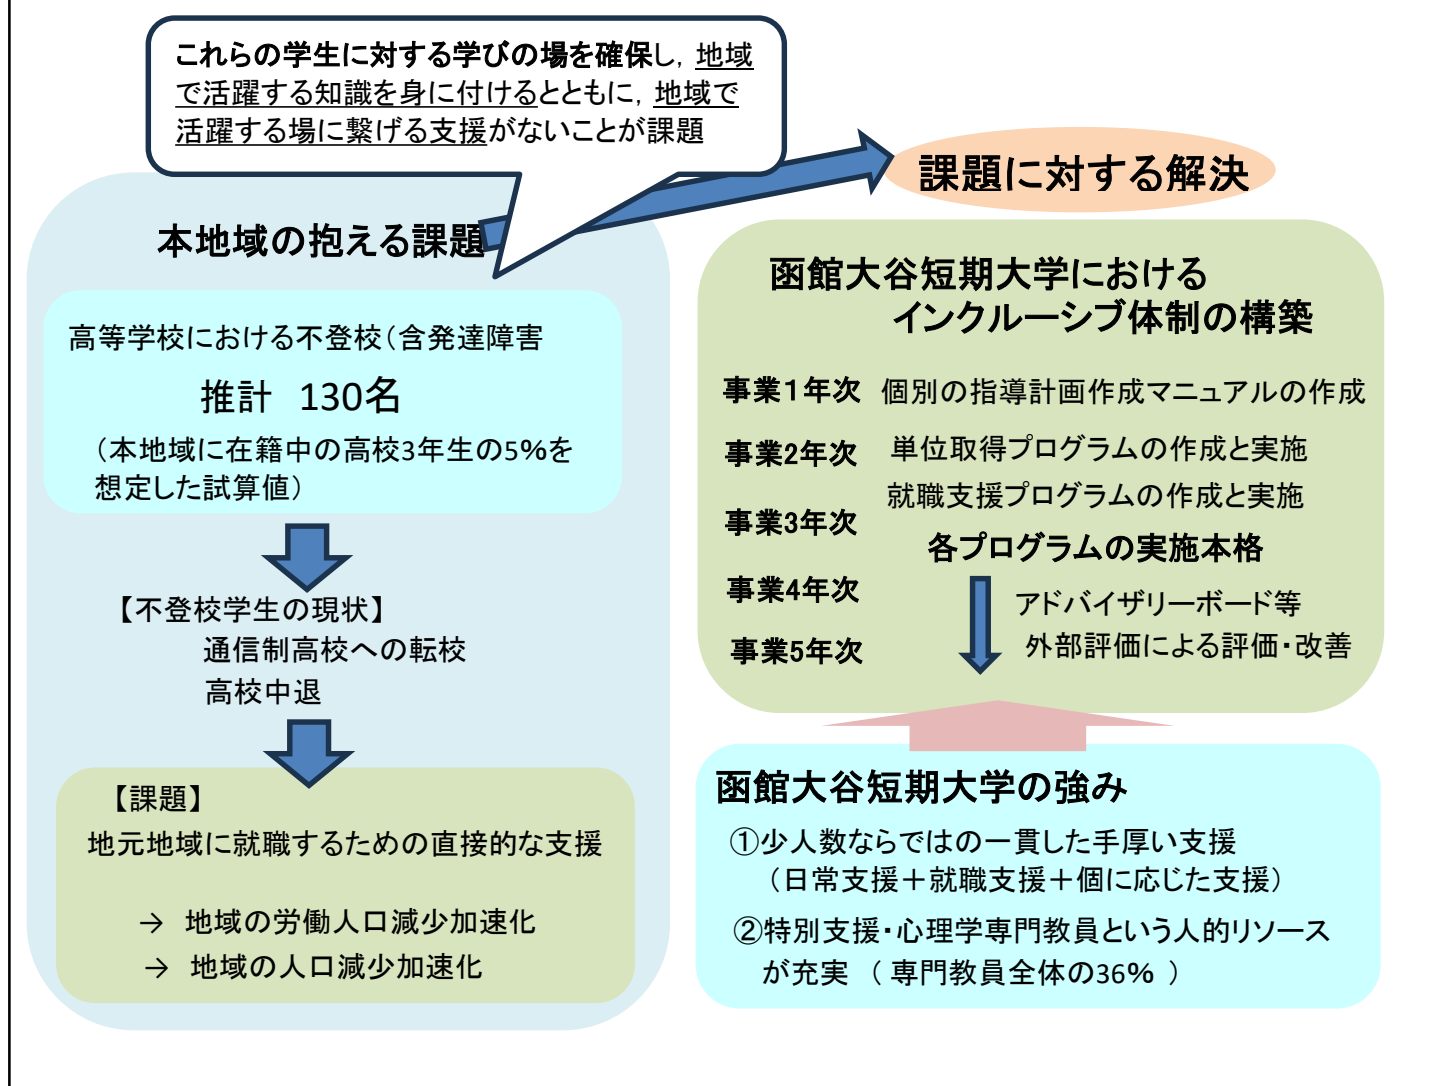 これらの学生に対する学びの場を確保し，地域
で活躍する知識を身に付けるとともに，地域で
活躍する場に繋げる支援がないことが課題
本地域の抱える課題
高等学校における不登校（含発達障害
推計　130名
（本地域に在籍中の高校3年生の5％を
想定した試算値）
【不登校学生の現状】
通信制高校への転校
高校中退
【課題】
地元地域に就職するための直接的な支援
→　地域の労働人口減少加速化
→　地域の人口減少加速化
課題に対する解決
函館大谷短期大学における
インクルーシブ体制の構築
事業１年次　個別の指導計画作成マニュアルの作成
事業2年次　単位取得プログラムの作成と実施
就職支援プログラムの作成と実施
事業3年次
各プログラムの実施本格
事業4年次　アドバイザリーボード等
事業5年次　外部評価による評価・改善
函館大谷短期大学の強み
①少人数ならではの一貫した手厚い支援
（日常支援＋就職支援＋個に応じた支援）
②特別支援・心理学専門教員という人的リソース
が充実　（ 専門教員全体の36％ ）